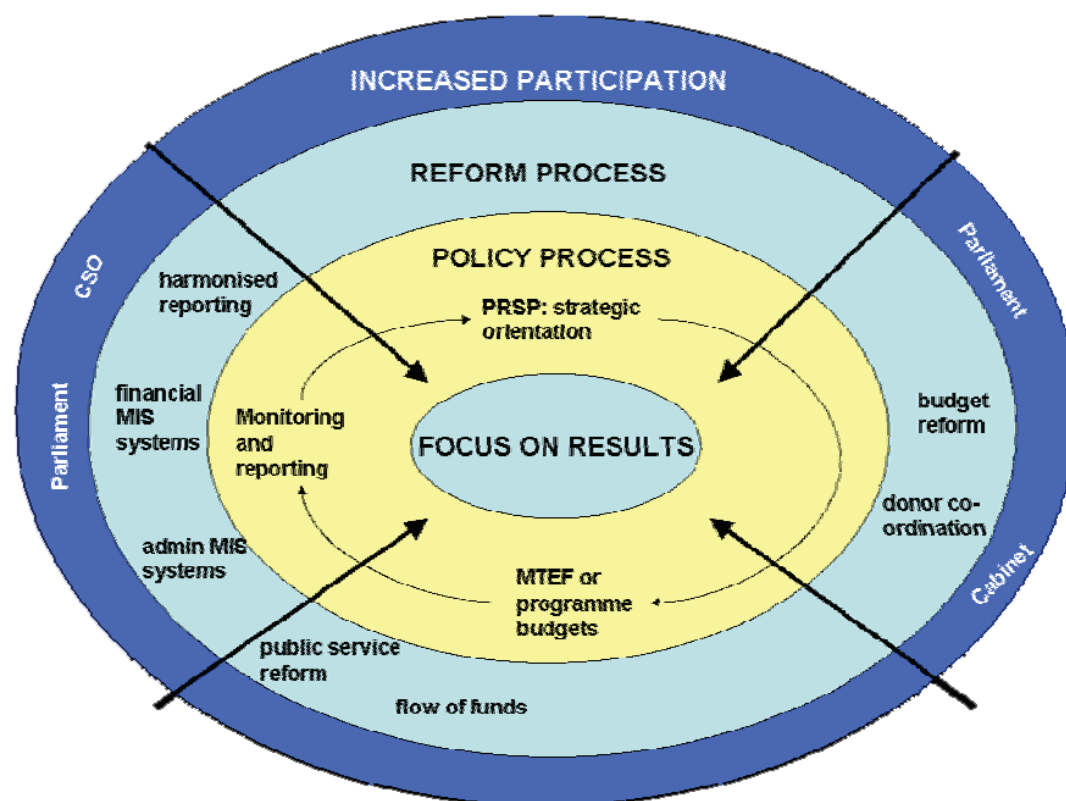 INCREASED PARTICIPATION
REFORM PROCESS
POLICY PROCESS
CSO
Parliament
harmonised
reporting
PRSP: strategic
orientation
financial
MIS
systems
Monitoring
and
reporting
FOCUS ON RESULTS
budget
reform
Parliament
donor co-
ordination
admin MIS
systems
MTEF or
programme
budgets
Cabinet
public service
reform
flow of funds